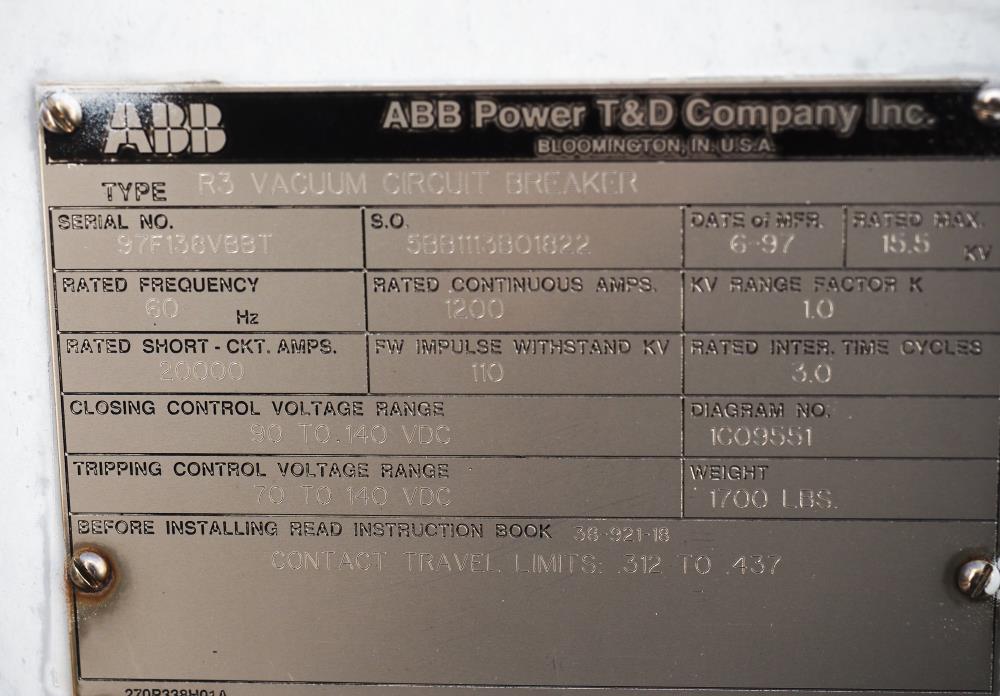 ABB ABB Power T&D Company Inc.
BLOOMINGTON, IN. U.S.A.
TYPE R3 VACUUM CIRCUIT BREAKER
SERIAL NO. S.O. DATE of MFR. RATED MAX.
97F138VBBT 5BB1113B01822 6-97 15.5 KV
RATED FREQUENCY RATED CONTINUOUS AMPS. KV RANGE FACTOR K
60 Hz 1200 1.0
RATED SHORT-CKT. AMPS. FW IMPULSE WITHSTAND KV RATED INTER. TIME CYCLES
20000 110 3.0
CLOSING CONTROL VOLTAGE RANGE DIAGRAM NO.
90 TO 140 VDC 1C09551
TRIPPING CONTROL VOLTAGE RANGE WEIGHT
70 TO 140 VDC 1700 LBS.
BEFORE INSTALLING READ INSTRUCTION BOOK 38-921-18
CONTACT TRAVEL LIMITS: .312 TO .437